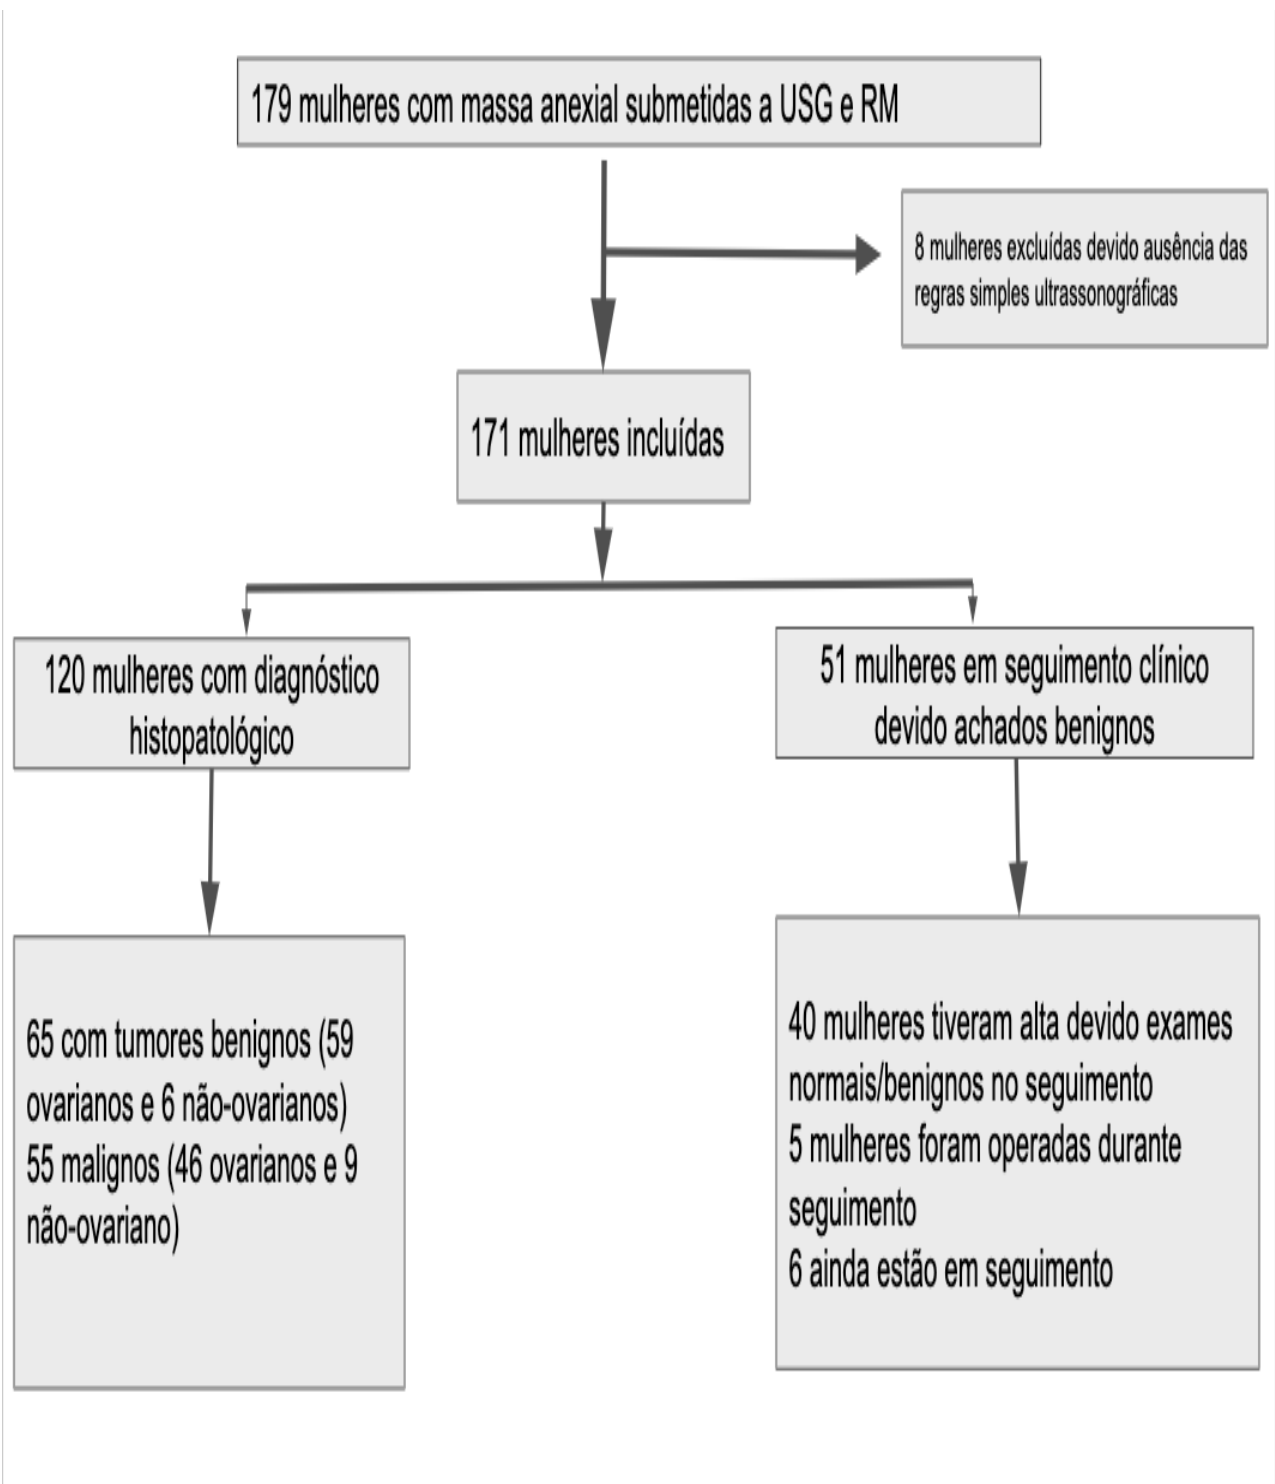 179 mulheres com massa anexial submetidas a USG e RM
8 mulheres excluídas devido ausência das
regras simples ultrassonográficas
171 mulheres incluídas
120 mulheres com diagnóstico
histopatológico
51 mulheres em seguimento clínico
devido achados benignos
65 com tumores benignos (59
ovarianos e 6 não-ovarianos)
55 malignos (46 ovarianos e 9
não-ovariano)
40 mulheres tiveram alta devido exames
normais/benignos no seguimento
5 mulheres foram operadas durante
seguimento
6 ainda estão em seguimento